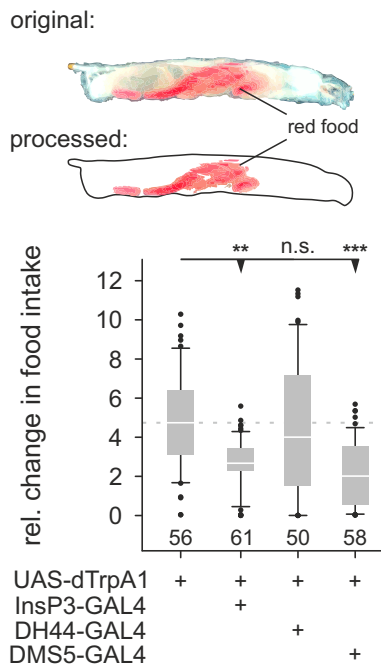 original:
red food
processed:
** n.s. ***
rel. change in food intake
12
10
8
6
4
2
0
56 61 50 58
UAS-dTrpA1 + + + +
InsP3-GAL4 +
DH44-GAL4 +
DMS5-GAL4 +